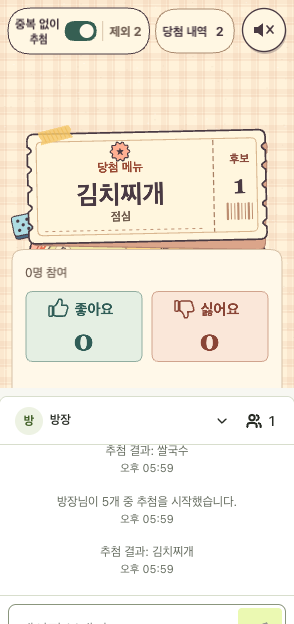 중복 없이
추첨
제외 2
당첨 내역 2
당첨 메뉴
김치찌개
점심
후보
1
0명 참여
좋아요
0
싫어요
0
방
방장
1
추첨 결과: 쌀국수
오후 05:59
방장님이 5개 중 추첨을 시작했습니다.
오후 05:59
추첨 결과: 김치찌개
오후 05:59